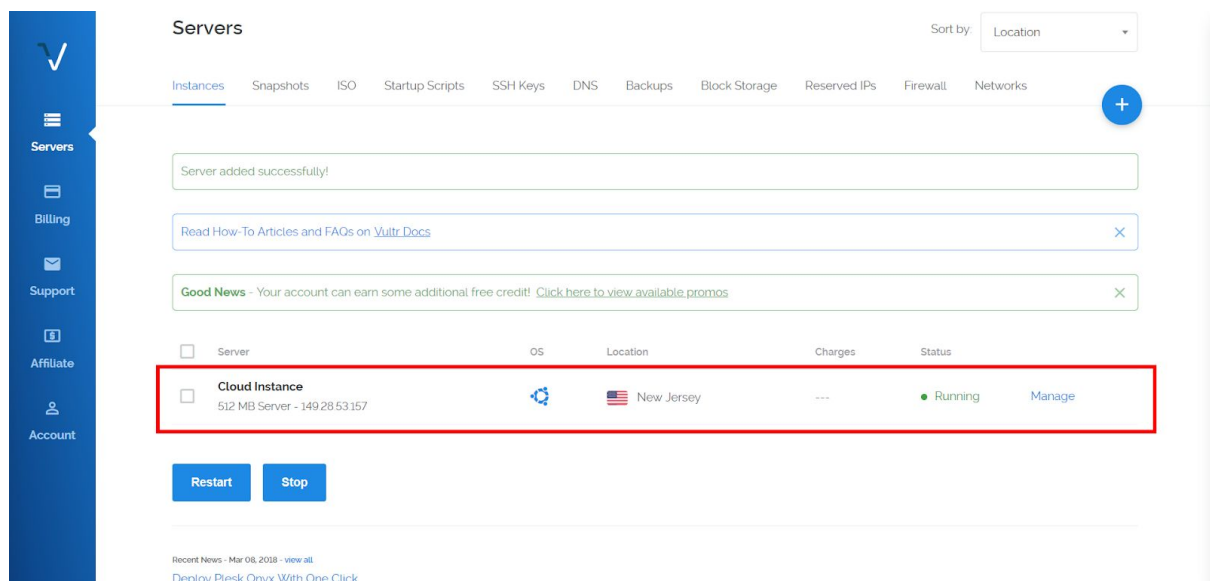 Servers
Sort by: Location
Instances Snapshots ISO Startup Scripts SSH Keys DNS Backups Block Storage Reserved IPs Firewall Networks
+
Servers
Billing
Support
Affiliate
Account
Server added successfully!
Read How-To Articles and FAQs on Vultr Docs
Good News - Your account can earn some additional free credit! Click here to view available promos
Server OS Location Charges Status
Cloud Instance
512 MB Server - 149.28.53.157
New Jersey --- Running Manage
Restart Stop
Recent News - Mar 08, 2018 - view all
Deploy Plesk Onyx With One Click